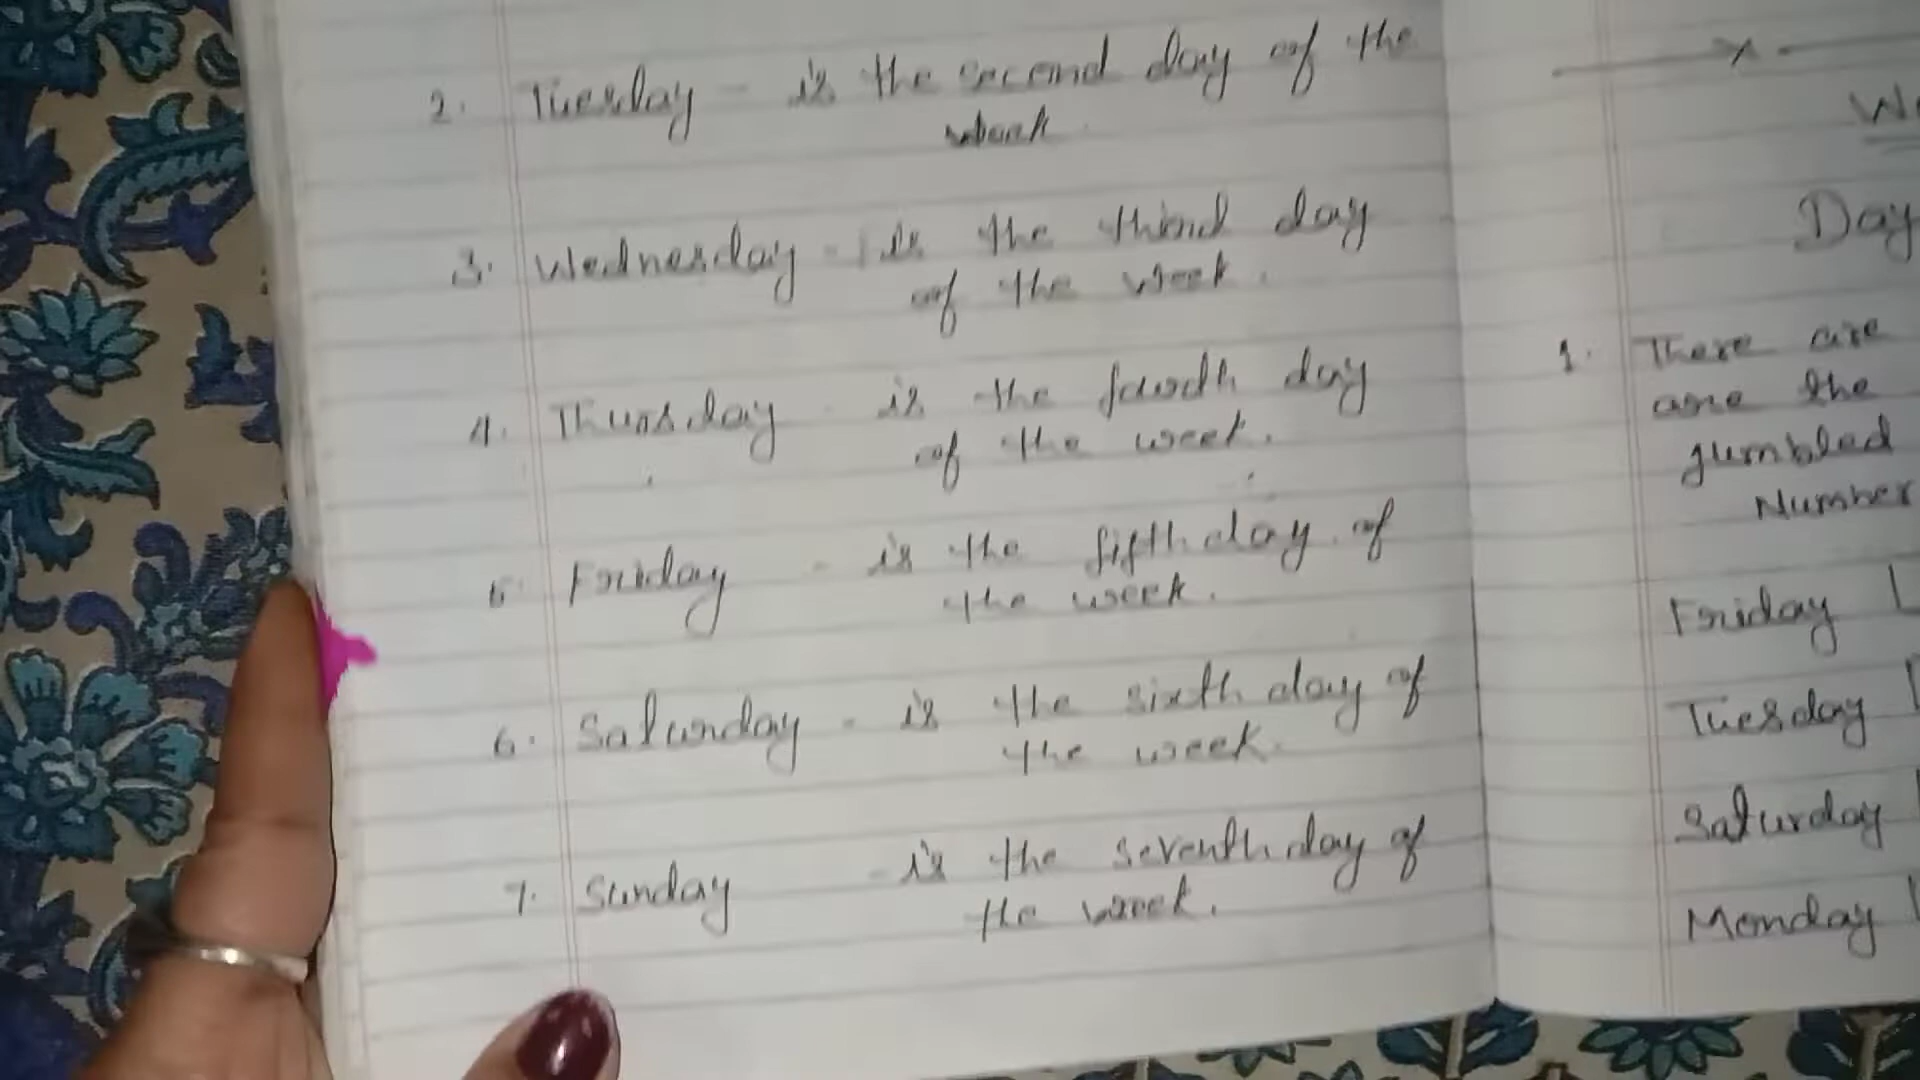 2. Tuesday - is the second day of the
week.
3. Wednesday - is the third day
of the week.
4. Thursday - is the fourth day
of the week.
5. Friday - is the fifth day of
the week.
6. Saturday - is the sixth day of
the week.
7. Sunday - is the seventh day of
the week.
x
Day
1. There are
are the
jumbled
Number
Friday
Tuesday
Saturday
Monday